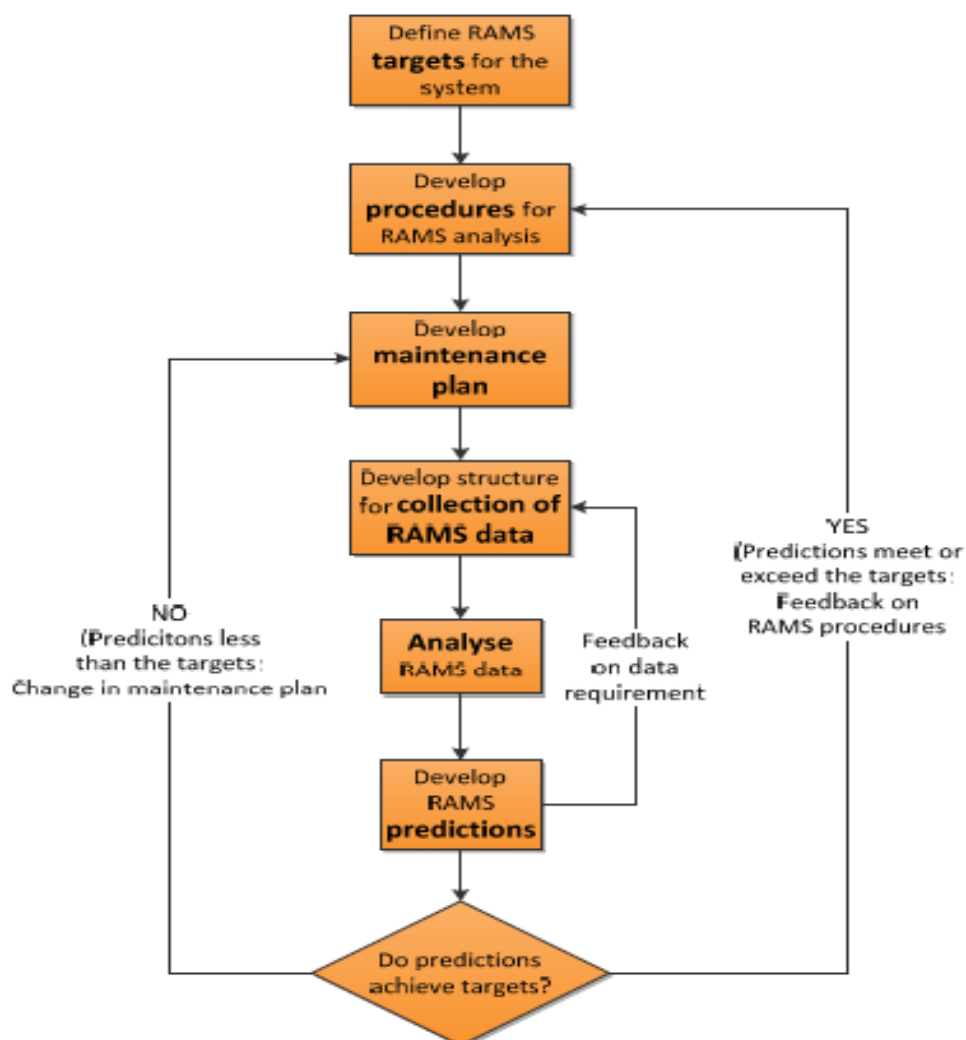 Define RAMS
targets for the
system
Develop
procedures for
RAMS analysis
Develop
maintenance
plan
Develop structure
for collection of
RAMS data
YES
(Predictions meet or
exceed the targets:
Feedback on
RAMS procedures
NO
(Predicitons less
than the targets:
Change in maintenance plan
Analyse
RAMS data
Feedback
on data
requirement
Develop
RAMS
predictions
Do predictions
achieve targets?